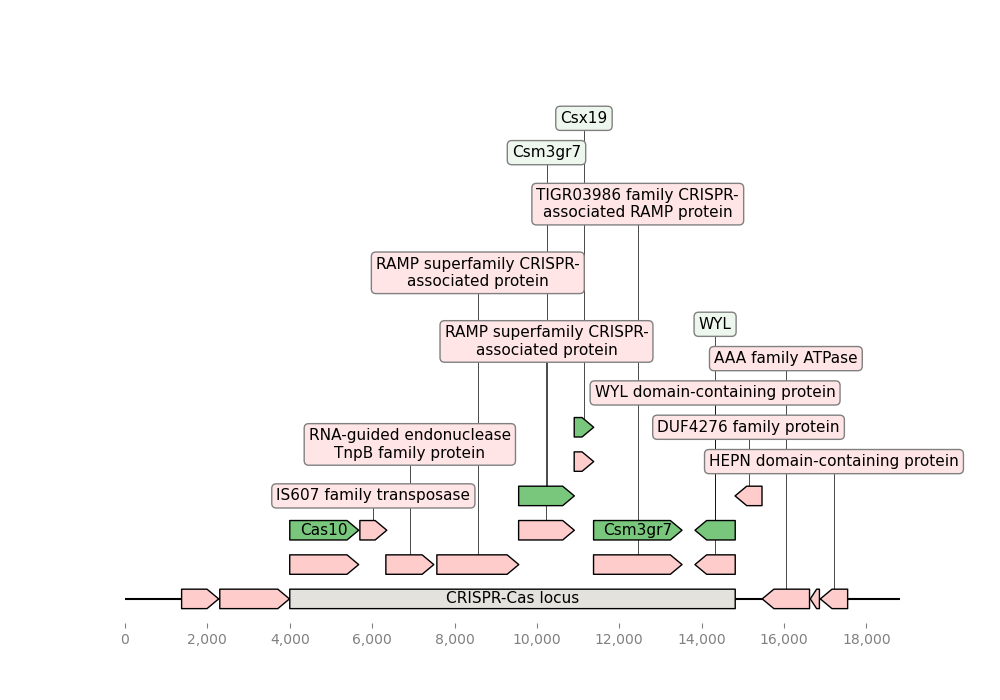 Csx19
Csm3gr7
TIGR03986 family CRISPR-
associated RAMP protein
RAMP superfamily CRISPR-
associated protein
WYL
RAMP superfamily CRISPR-
associated protein
AAA family ATPase
WYL domain-containing protein
DUF4276 family protein
RNA-guided endonuclease
TnpB family protein
HEPN domain-containing protein
IS607 family transposase
Cas10
Csm3gr7
CRISPR-Cas locus
0 2,000 4,000 6,000 8,000 10,000 12,000 14,000 16,000 18,000